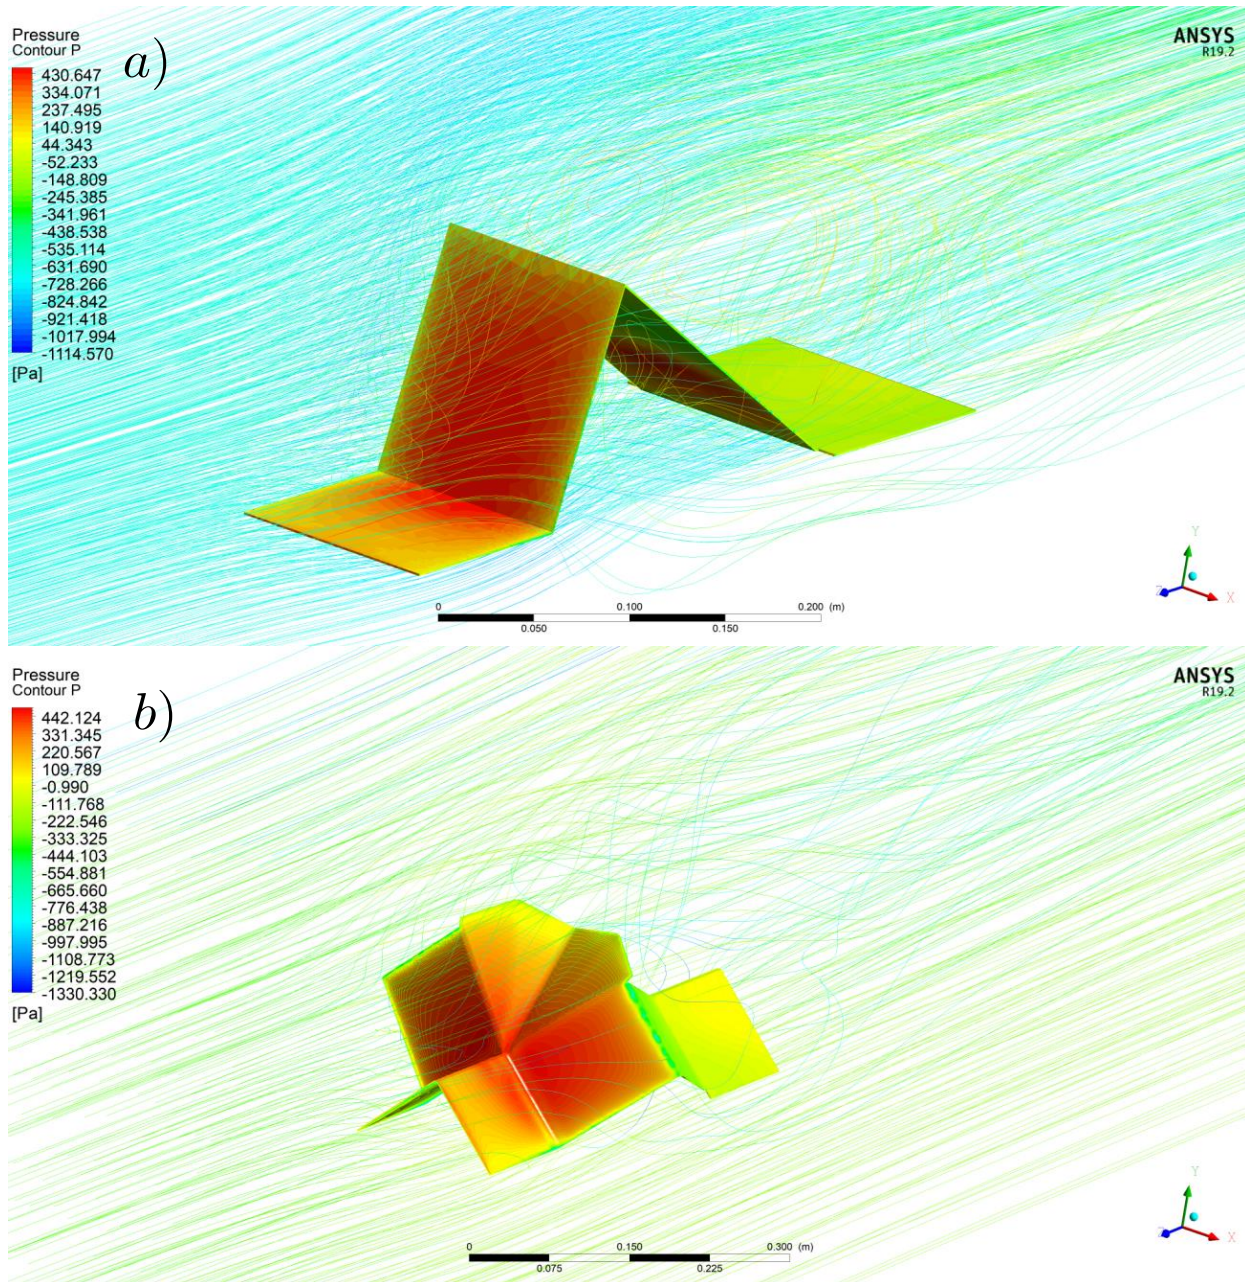 Pressure
Contour P
a)
ANSYS
R19.2
430.647
334.071
237.495
140.919
44.343
-52.233
-148.809
-245.385
-341.961
-438.538
-535.114
-631.690
-728.266
-824.842
-921.418
-1017.994
-1114.570
[Pa]
0 0.100 0.200 (m)
0.050 0.150
Y
Z X
Pressure
Contour P
b)
ANSYS
R19.2
442.124
331.345
220.567
109.789
-0.990
-111.768
-222.546
-333.325
-444.103
-554.881
-665.660
-776.438
-887.216
-997.995
-1108.773
-1219.552
-1330.330
[Pa]
0 0.150 0.300 (m)
0.075 0.225
Y
Z X